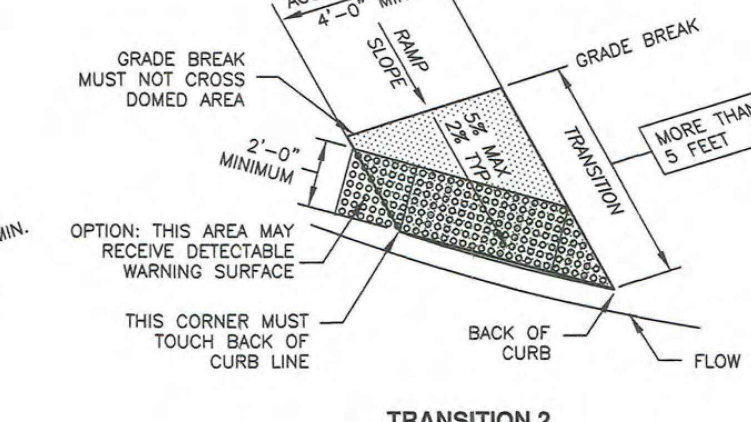 4'-0" MIN
GRADE BREAK
MUST NOT CROSS
DOMED AREA
RAMP
SLOPE
GRADE BREAK
5% MAX
2% TYP
TRANSITION
MORE THAN
5 FEET
2'-0"
MINIMUM
MIN.
OPTION: THIS AREA MAY
RECEIVE DETECTABLE
WARNING SURFACE
THIS CORNER MUST
TOUCH BACK OF
CURB LINE
BACK OF
CURB
FLOW
TRANSITION 2